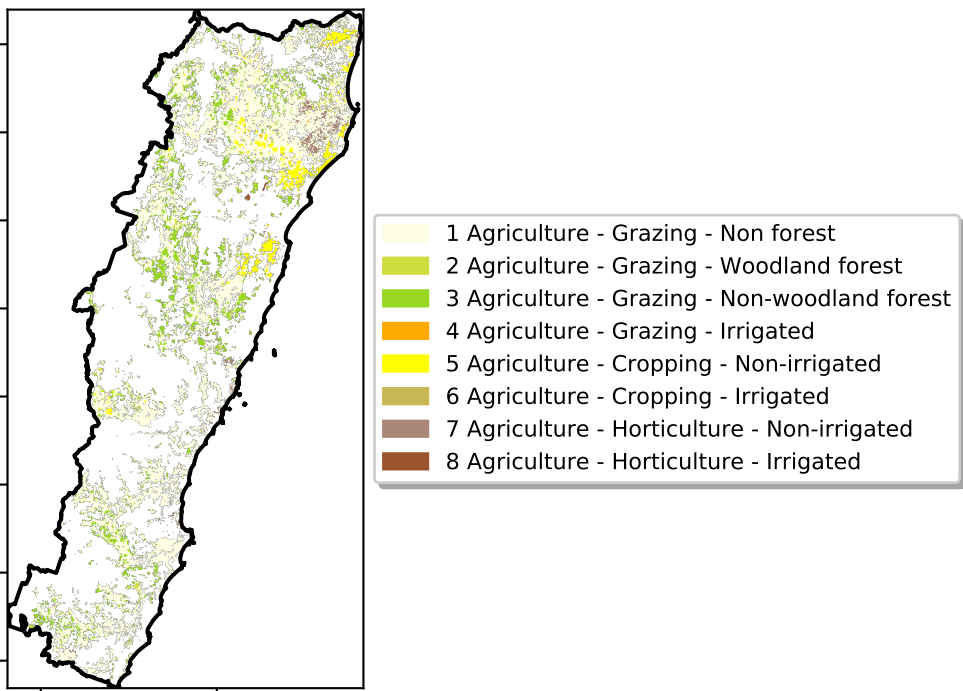 1 Agriculture - Grazing - Non forest
2 Agriculture - Grazing - Woodland forest
3 Agriculture - Grazing - Non-woodland forest
4 Agriculture - Grazing - Irrigated
5 Agriculture - Cropping - Non-irrigated
6 Agriculture - Cropping - Irrigated
7 Agriculture - Horticulture - Non-irrigated
8 Agriculture - Horticulture - Irrigated